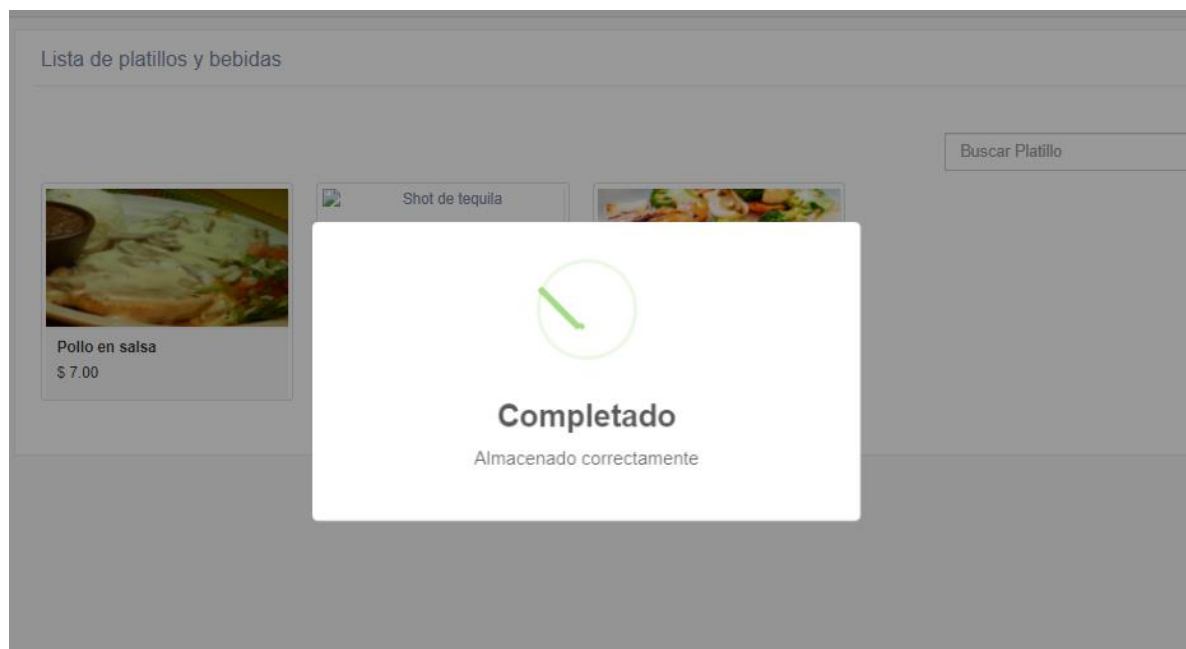 Lista de platillos y bebidas
Buscar Platillo
Shot de tequila
Pollo en salsa
$ 7.00
Completado
Almacenado correctamente